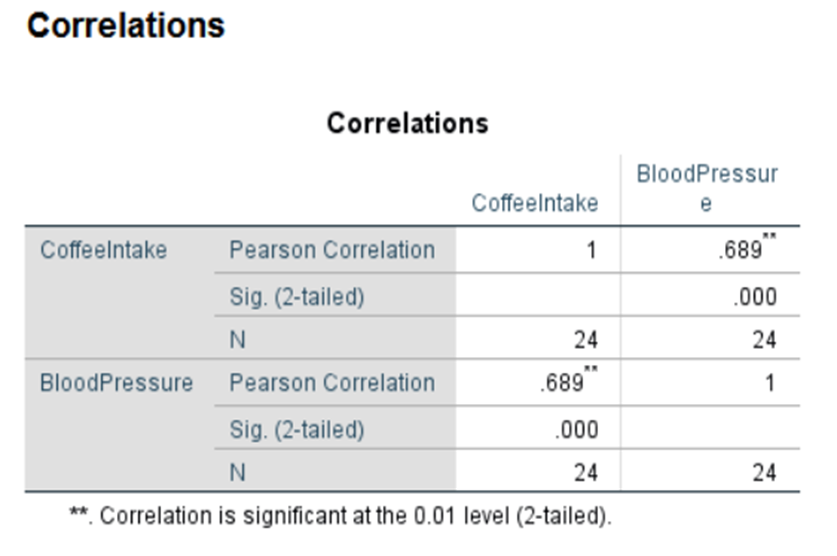 Correlations
Correlations
CoffeeIntake BloodPressur
e
CoffeeIntake Pearson Correlation 1 .689**
Sig. (2-tailed) .000
N 24 24
BloodPressure Pearson Correlation .689** 1
Sig. (2-tailed) .000
N 24 24
**. Correlation is significant at the 0.01 level (2-tailed).